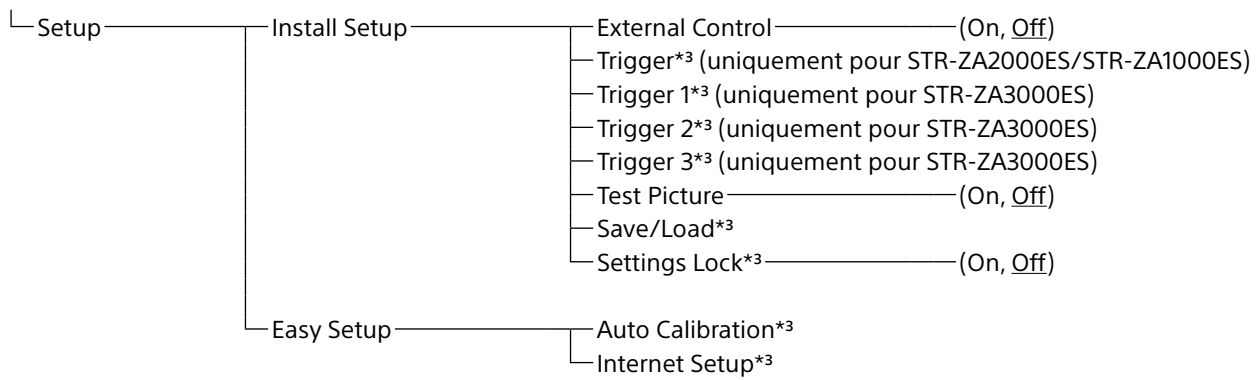 Setup Install Setup External Control (On, Off)
Trigger*³ (uniquement pour STR-ZA2000ES/STR-ZA1000ES)
Trigger 1*³ (uniquement pour STR-ZA3000ES)
Trigger 2*³ (uniquement pour STR-ZA3000ES)
Trigger 3*³ (uniquement pour STR-ZA3000ES)
Test Picture (On, Off)
Save/Load*³
Settings Lock*³ (On, Off)
Easy Setup Auto Calibration*³
Internet Setup*³